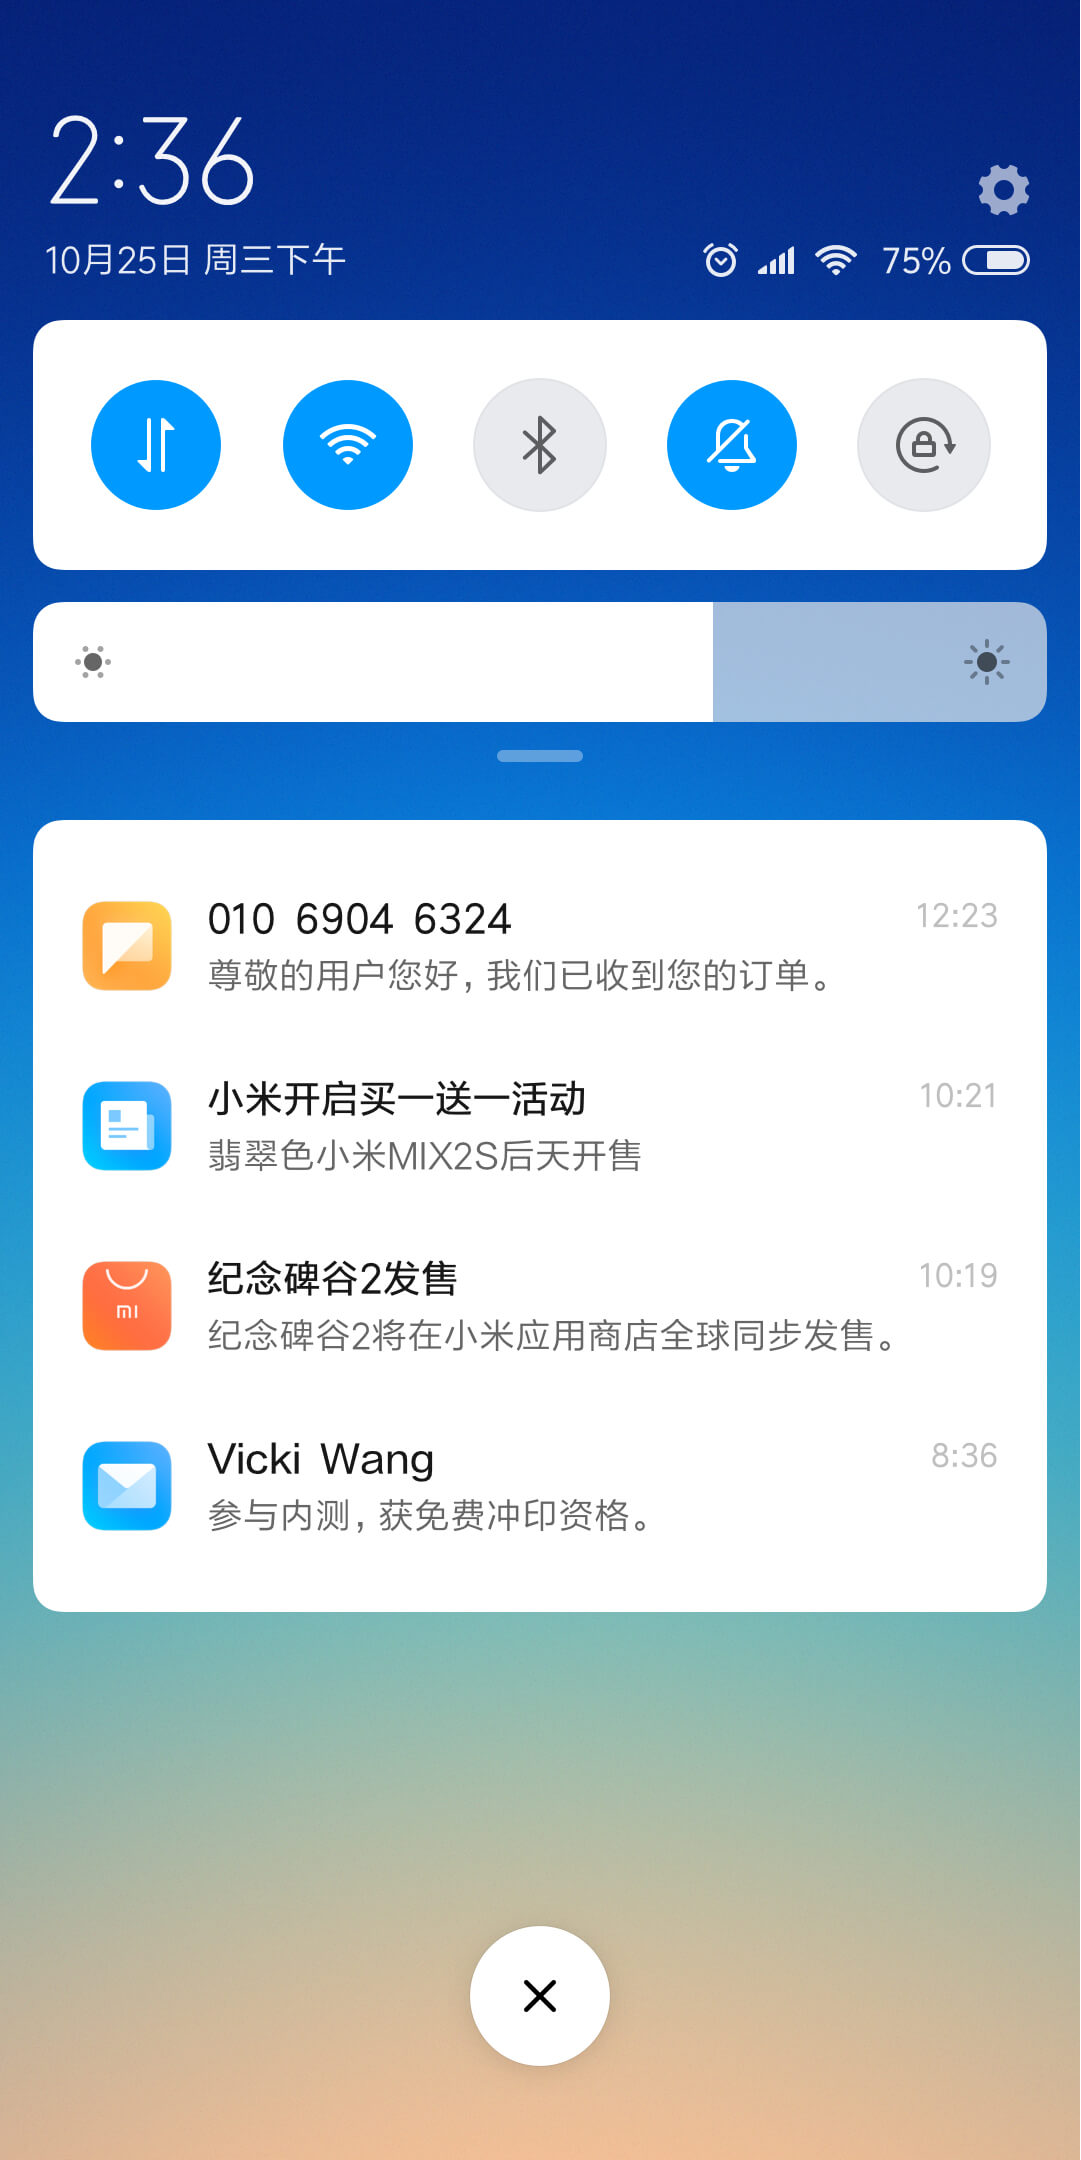 2:36
10月25日 周三下午
75%
010 6904 6324
12:23
尊敬的用户您好, 我们已收到您的订单。
小米开启买一送一活动
10:21
翡翠色小米MIX2S后天开售
纪念碑谷2发售
10:19
纪念碑谷2将在小米应用商店全球同步发售。
MI
Vicki Wang
8:36
参与内测, 获免费冲印资格。